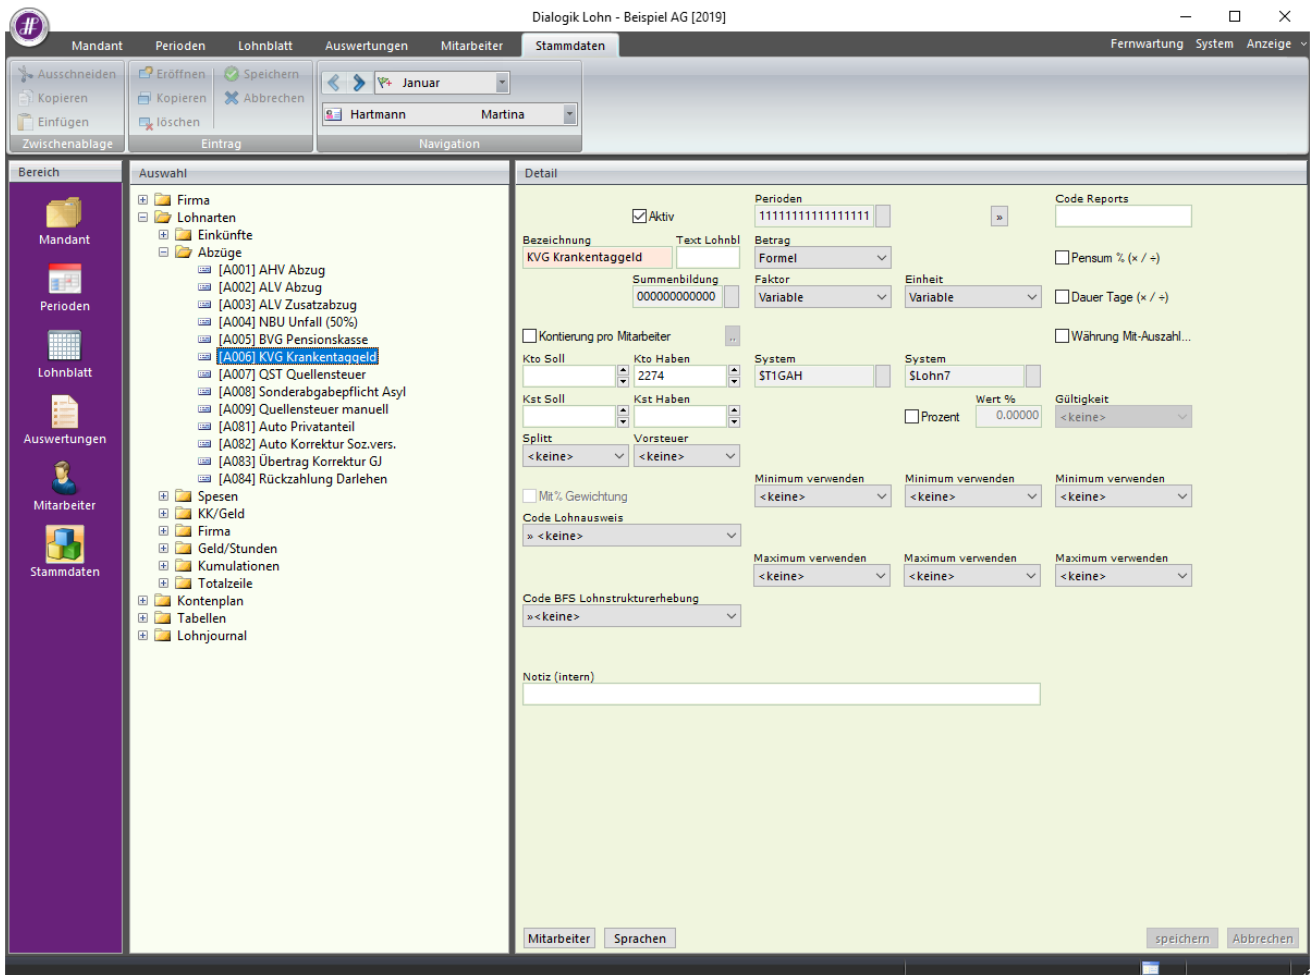 Dialogik Lohn - Beispiel AG [2019]
Mandant Perioden Lohnblatt Auswertungen Mitarbeiter Stammdaten Fernwartung System Anzeige
Ausschneiden Eröffnen Speichern Januar
Kopieren Kopieren Abbrechen
Einfügen löschen Hartmann Martina
Zwischenablage Eintrag Navigation
Bereich
Mandant
Perioden
Lohnblatt
Auswertungen
Mitarbeiter
Stammdaten
Auswahl
Firma
Lohnarten
Einkünfte
Abzüge
[A001] AHV Abzug
[A002] ALV Abzug
[A003] ALV Zusatzabzug
[A004] NBU Unfall (50%)
[A005] BVG Pensionskasse
[A006] KVG Krankentaggeld
[A007] QST Quellensteuer
[A008] Sonderabgabepflicht Asyl
[A009] Quellensteuer manuell
[A081] Auto Privatanteil
[A082] Auto Korrektur Soz.vers.
[A083] Übertrag Korrektur GJ
[A084] Rückzahlung Darlehen
Spesen
KK/Geld
Firma
Geld/Stunden
Kumulationen
Totalzeile
Kontenplan
Tabellen
Lohnjournal
Detail
Perioden Code Reports
Aktiv 11111111111111111 »
Bezeichnung Text Lohnbl Betrag
KVG Krankentaggeld Formel Pensum % (× / ÷)
Summenbildung Faktor Einheit
000000000000 Variable Variable Dauer Tage (× / ÷)
Kontierung pro Mitarbeiter .. Währung Mit-Auszahl...
Kto Soll Kto Haben System System
2274 $T1GAH $Lohn7
Kst Soll Kst Haben Wert % Gültigkeit
Prozent 0.00000 <keine>
Splitt Vorsteuer
<keine> <keine>
Minimum verwenden Minimum verwenden Minimum verwenden
Mit% Gewichtung <keine> <keine> <keine>
Code Lohnausweis
» <keine>
Maximum verwenden Maximum verwenden Maximum verwenden
<keine> <keine> <keine>
Code BFS Lohnstrukturerhebung
»<keine>
Notiz (intern)
Mitarbeiter Sprachen speichern Abbrechen